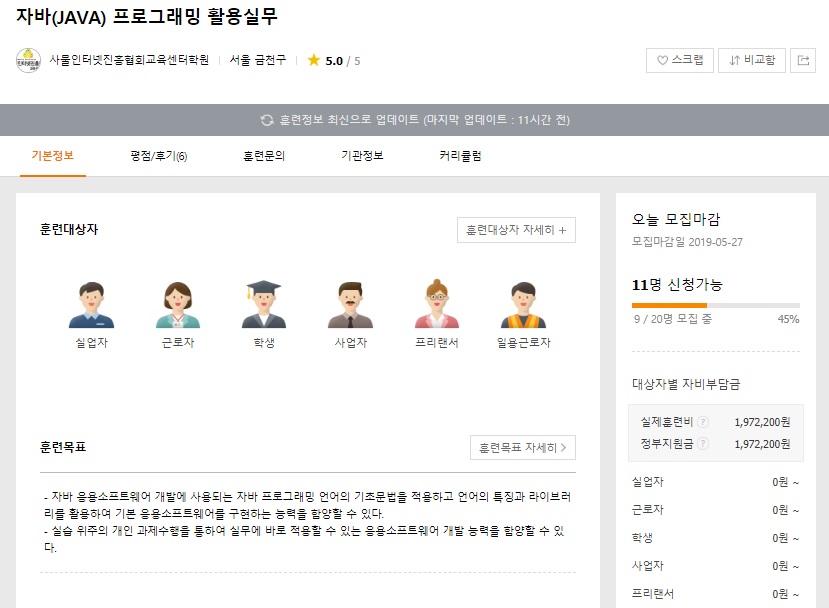 자바(JAVA) 프로그래밍 활용실무
사물인터넷진흥협회교육센터학원 서울 금천구 5.0 / 5
스크랩 비교함
훈련정보 최신으로 업데이트 (마지막 업데이트 : 11시간 전)
기본정보 평점/후기(6) 훈련문의 기관정보 커리큘럼
훈련대상자
훈련대상자 자세히 +
실업자 근로자 학생 사업자 프리랜서 일용근로자
훈련목표
훈련목표 자세히 >
- 자바 응용소프트웨어 개발에 사용되는 자바 프로그래밍 언어의 기초문법을 적용하고 언어의 특징과 라이브러
리를 활용하여 기본 응용소프트웨어를 구현하는 능력을 함양할 수 있다.
- 실습 위주의 개인 과제수행을 통하여 실무에 바로 적용할 수 있는 응용소프트웨어 개발 능력을 함양할 수 있
다.
오늘 모집마감
모집마감일 2019-05-27
11명 신청가능
9 / 20명 모집 중 45%
대상자별 자비부담금
실제훈련비 ? 1,972,200원
정부지원금 ? 1,972,200원
실업자 0원 ~
근로자 0원 ~
학생 0원 ~
사업자 0원 ~
프리랜서 0원 ~